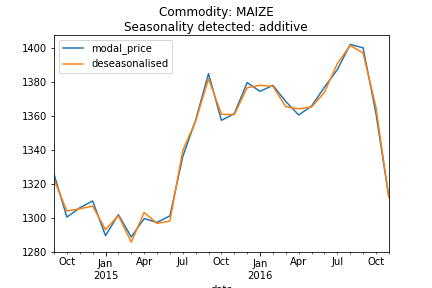 Commodity: MAIZE
Seasonality detected: additive
modal_price
deseasonalised
1400
1380
1360
1340
1320
1300
1280
Oct Jan Apr Jul Oct Jan Apr Jul Oct
2015 2016